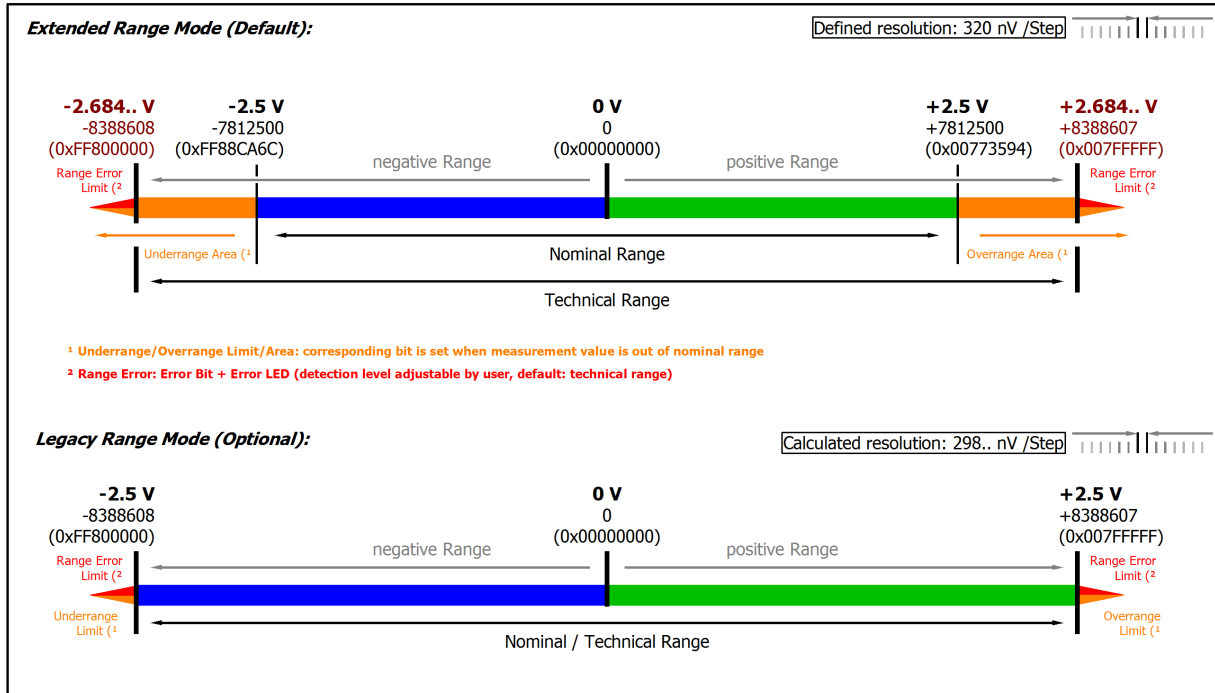 Extended Range Mode (Default):
Defined resolution: 320 nV /Step
-2.684.. V
-8388608
(0xFF800000)
-2.5 V
-7812500
(0xFF88CA6C)
0 V
0
(0x00000000)
+2.5 V
+7812500
(0x00773594)
+2.684.. V
+8388607
(0x007FFFFF)
negative Range
positive Range
Range Error
Limit (²
Range Error
Limit (²
Underrange Area (¹
Nominal Range
Overrange Area (¹
Technical Range
¹ Underrange/Overrange Limit/Area: corresponding bit is set when measurement value is out of nominal range
² Range Error: Error Bit + Error LED (detection level adjustable by user, default: technical range)
Legacy Range Mode (Optional):
Calculated resolution: 298.. nV /Step
-2.5 V
-8388608
(0xFF800000)
0 V
0
(0x00000000)
+2.5 V
+8388607
(0x007FFFFF)
negative Range
positive Range
Range Error
Limit (²
Range Error
Limit (²
Underrange
Limit (¹
Overrange
Limit (¹
Nominal / Technical Range